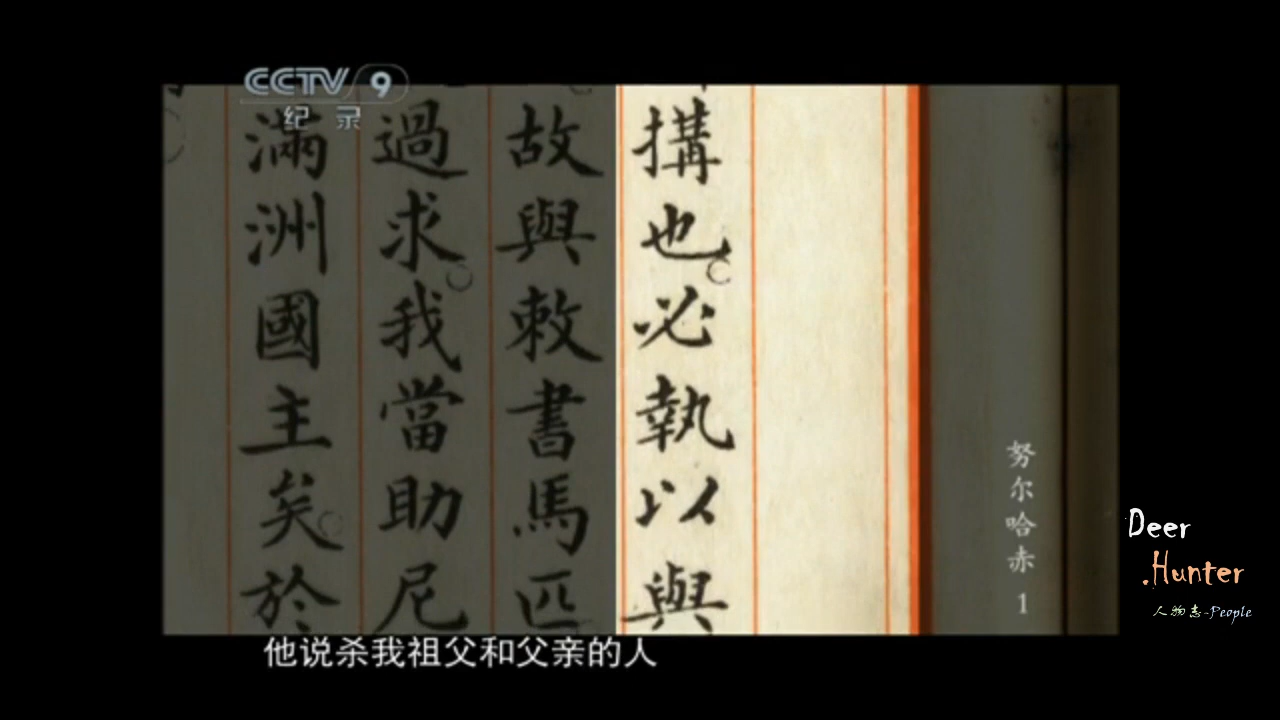 CCTV 9
纪录
搆也必執以與
故與敕書馬匹
過求我當助尼
滿洲國主矣於
努尔哈赤 1
Deer
.Hunter
人物志-People
他说杀我祖父和父亲的人